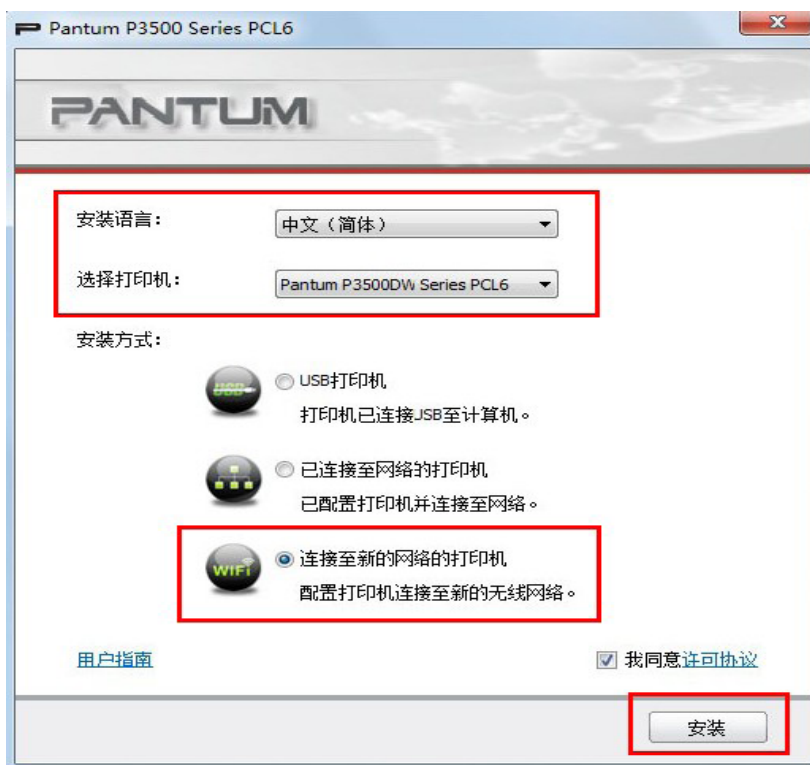 Pantum P3500 Series PCL6
PANTUM
安装语言：
中文（简体）
选择打印机：
Pantum P3500DW Series PCL6
安装方式：
USB
USB打印机
打印机已连接USB至计算机。
已连接至网络的打印机
已配置打印机并连接至网络。
WiFi
连接至新的网络的打印机
配置打印机连接至新的无线网络。
用户指南
我同意许可协议
安装